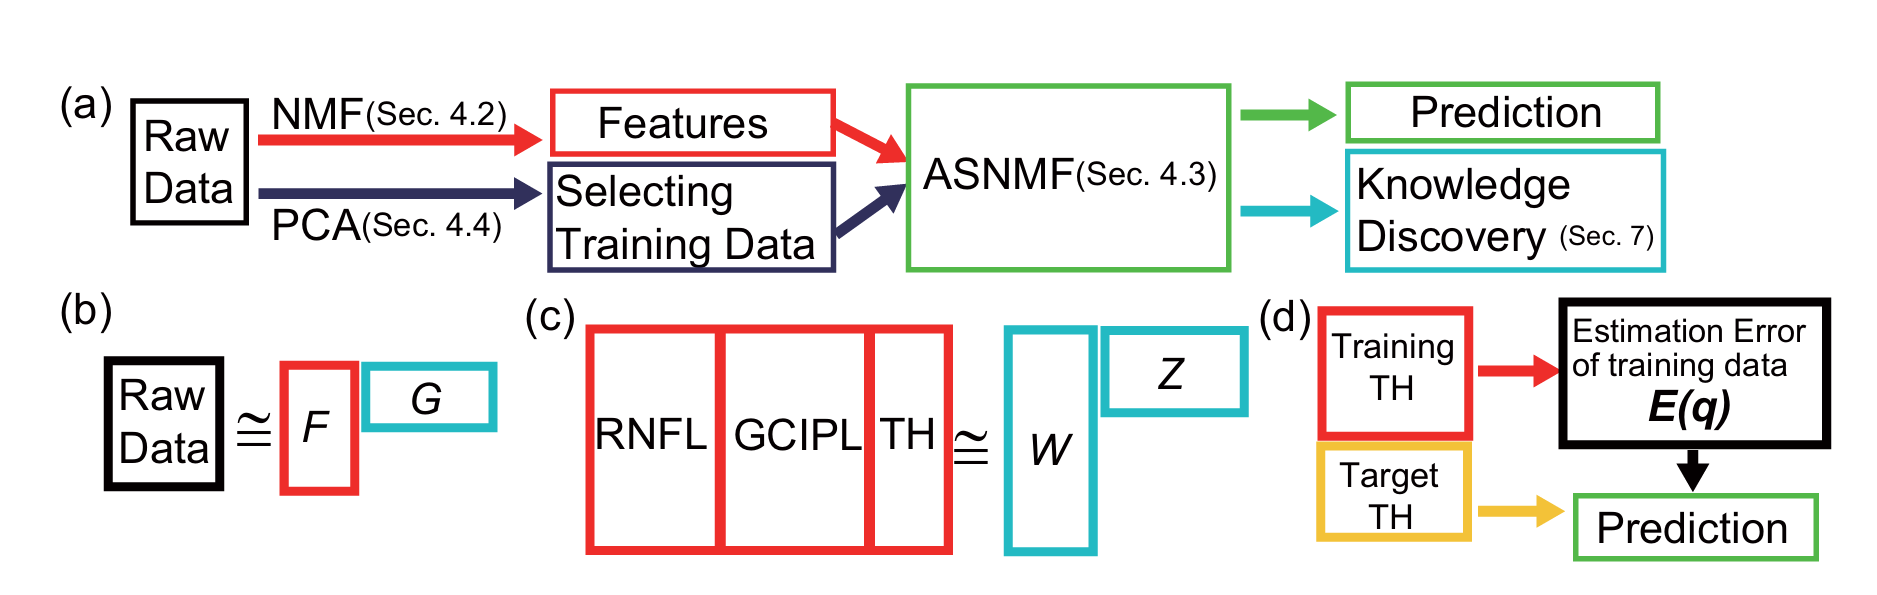 (a)
Raw
Data
NMF(Sec. 4.2)
PCA(Sec. 4.4)
Features
Selecting
Training Data
ASNMF(Sec. 4.3)
Prediction
Knowledge
Discovery (Sec. 7)
(b)
Raw
Data
≅
F
G
(c)
RNFL GCIPL TH ≅ W
Z
(d)
Training
TH
Estimation Error
of training data
E(q)
Target
TH
Prediction